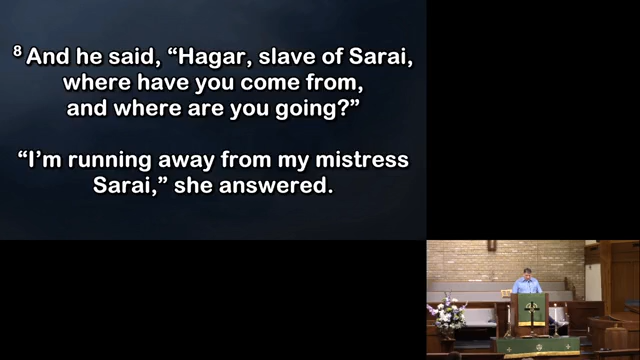 8 And he said, “Hagar, slave of Sarai,
where have you come from,
and where are you going?”
“I’m running away from my mistress
Sarai,” she answered.